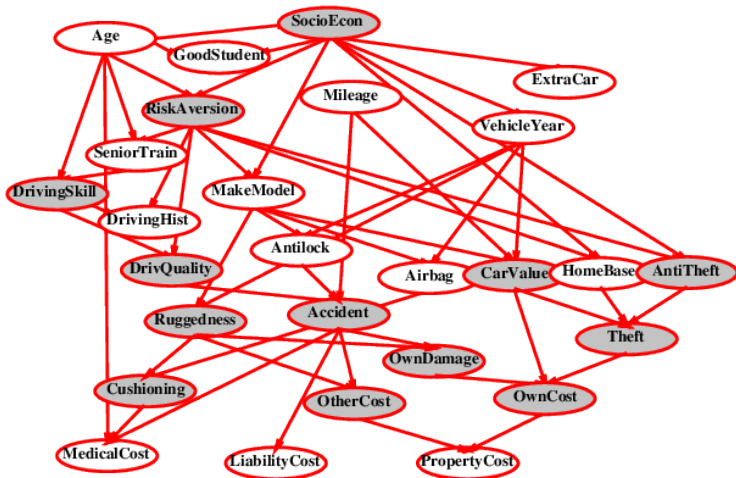 SocioEcon
Age
GoodStudent
ExtraCar
Mileage
RiskAversion
VehicleYear
SeniorTrain
DrivingSkill
MakeModel
DrivingHist
Antilock
DrivQuality
Airbag
CarValue
HomeBase
AntiTheft
Ruggedness
Accident
Theft
OwnDamage
Cushioning
OtherCost
OwnCost
MedicalCost
LiabilityCost
PropertyCost